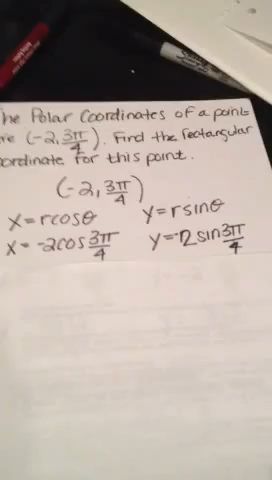 he Polar Coordinates of a point
re (-2, 3π/4). Find the rectangular
ordinate for this point.
(-2, 3π/4)
x = rcosθ y = rsinθ
x = -2cos 3π/4 y = -2 sin 3π/4